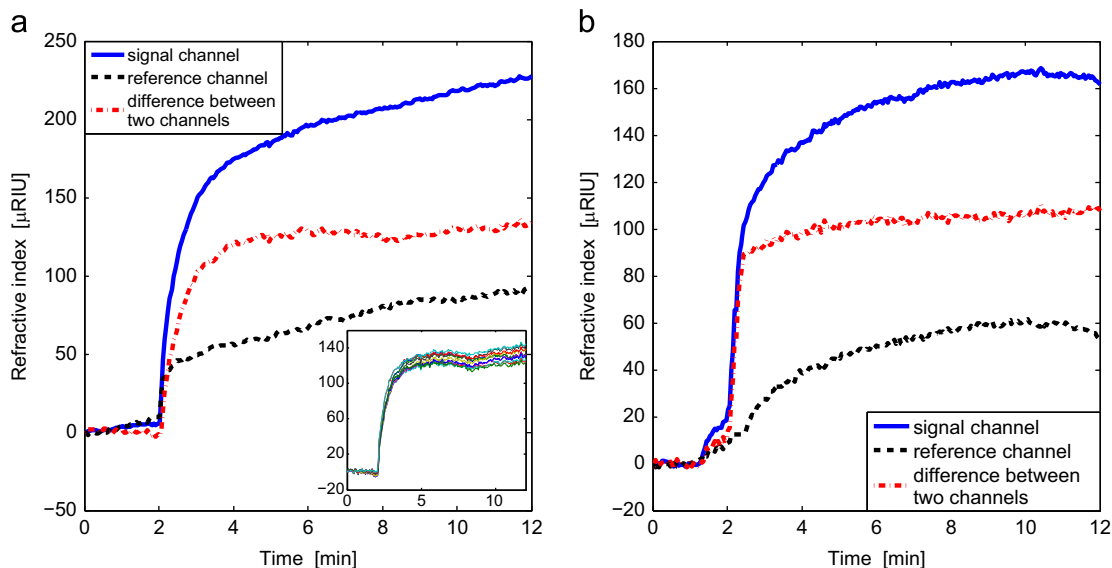 a
250
200
150
100
50
0
−50
Refractive index [μRIU]
signal channel
reference channel
difference between
two channels
140
100
60
20
−20
0
5
10
0
2
4
6
8
10
12
Time [min]
b
180
160
140
120
100
80
60
40
20
0
−20
Refractive index [μRIU]
signal channel
reference channel
difference between
two channels
0
2
4
6
8
10
12
Time [min]